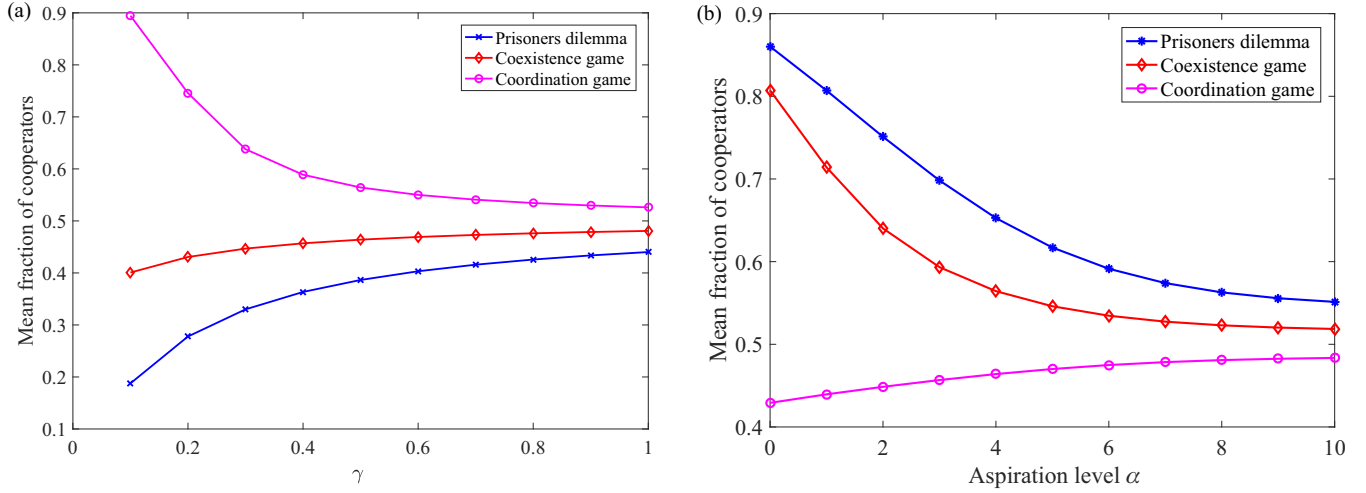 (a)
Mean fraction of cooperators
0.9
0.8
0.7
0.6
0.5
0.4
0.3
0.2
0.1
0 0.2 0.4 0.6 0.8 1
γ
Prisoners dilemma
Coexistence game
Coordination game
(b)
Mean fraction of cooperators
0.9
0.8
0.7
0.6
0.5
0.4
0 2 4 6 8 10
Aspiration level α
Prisoners dilemma
Coexistence game
Coordination game